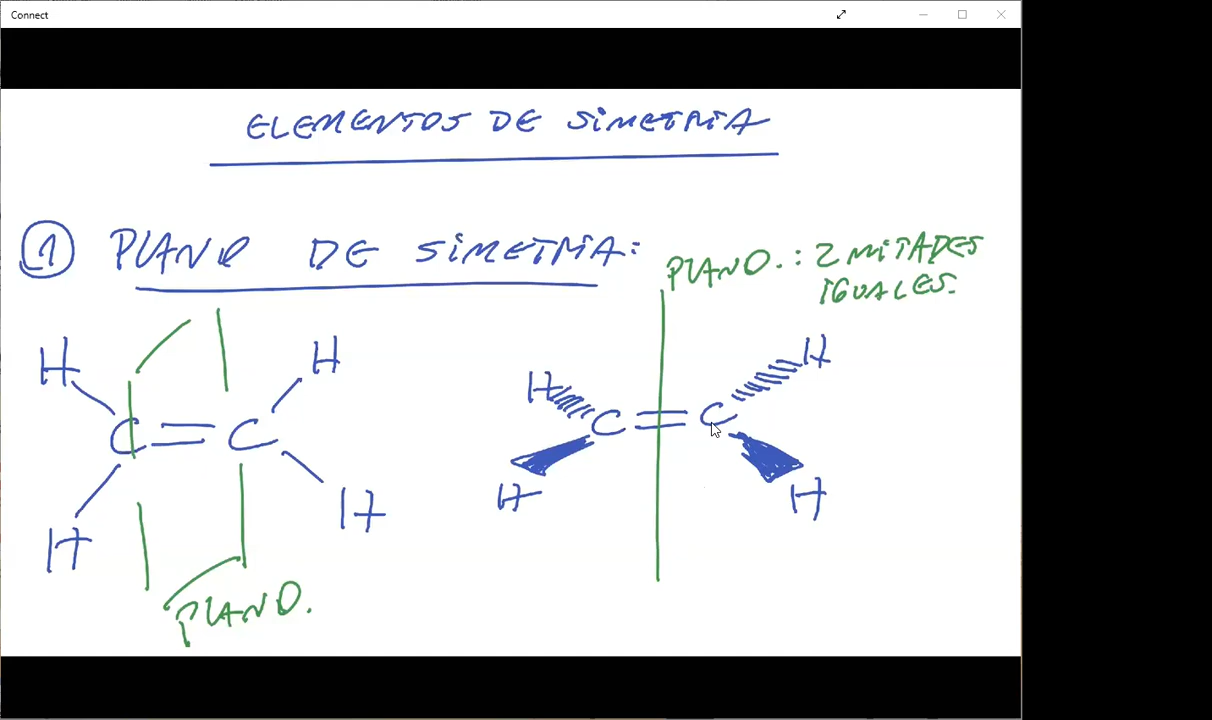 Connect
ELEMENTOS DE SIMETRIA
1 PLANO DE SIMETRIA:
PLANO. : 2 MITADES
IGUALES.
H H H H
C = C C = C
H H H H
PLANO.